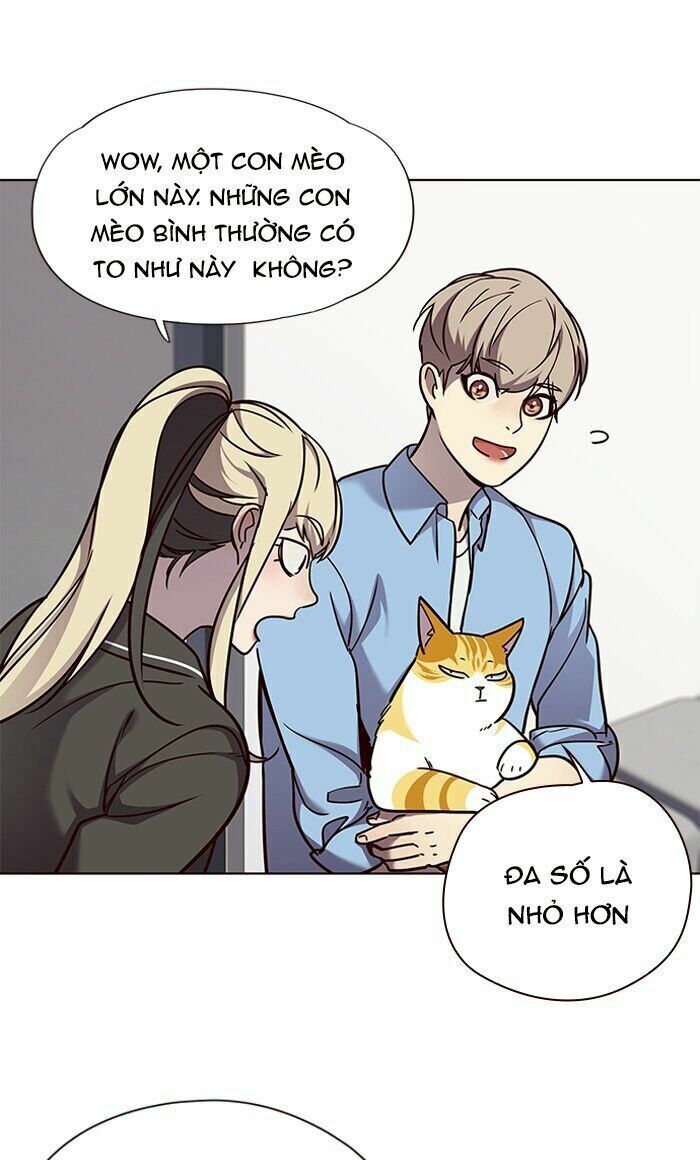 WOW, MỘT CON MÈO
LỚN NÀY. NHỮNG CON
MÈO BÌNH THƯỜNG CÓ
TO NHƯ NÀY KHÔNG?
ĐA SỐ LÀ
NHỎ HƠN